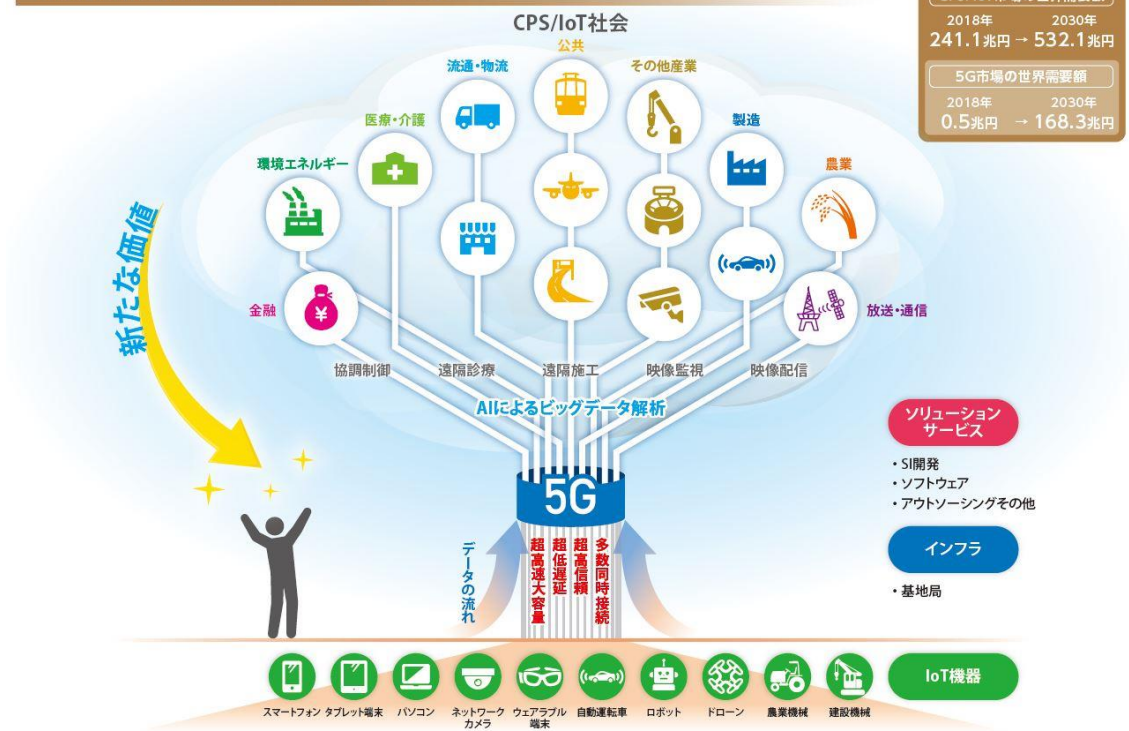 CPS/IoT社会
2018年 2030年
241.1兆円 → 532.1兆円
5G市場の世界需要額
2018年 2030年
0.5兆円 → 168.3兆円
公共
流通・物流
その他産業
医療・介護
製造
環境エネルギー
農業
金融
放送・通信
新たな価値
協調制御 遠隔診療 遠隔施工 映像監視 映像配信
AIによるビッグデータ解析
5G
データの流れ
超高速大容量
超低遅延
超高信頼
多数同時接続
ソリューション
サービス
・SI開発
・ソフトウェア
・アウトソーシングその他
インフラ
・基地局
IoT機器
スマートフォン
タブレット端末
パソコン
ネットワーク
カメラ
ウェアラブル
端末
自動運転車
ロボット
ドローン
農業機械
建設機械